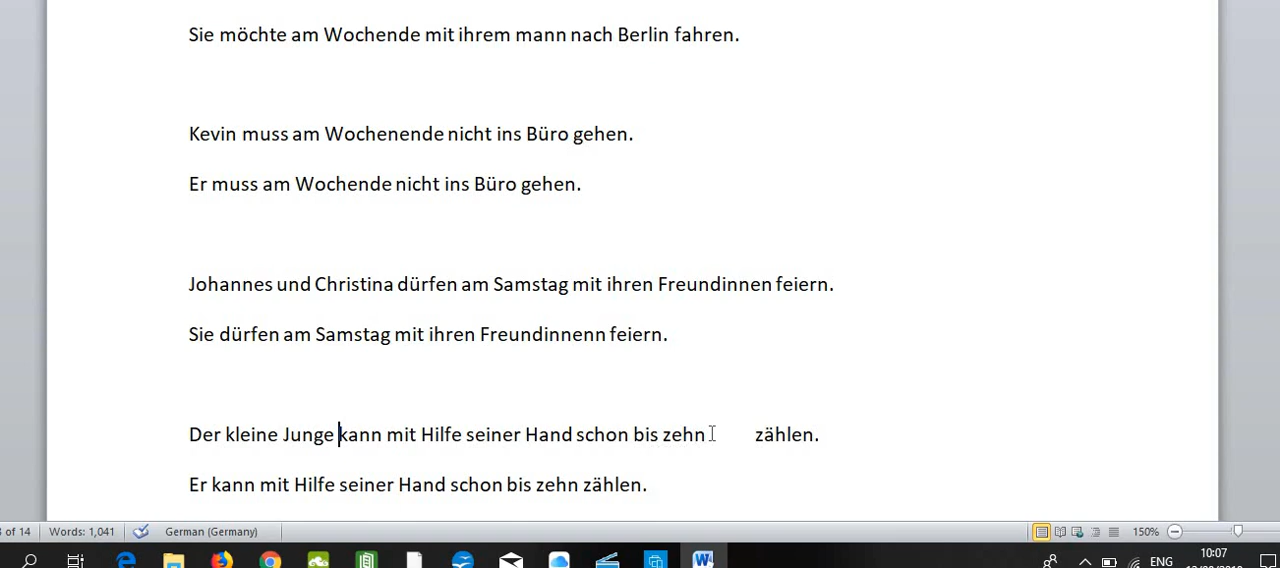 Sie möchte am Wochende mit ihrem mann nach Berlin fahren.
Kevin muss am Wochenende nicht ins Büro gehen.
Er muss am Wochende nicht ins Büro gehen.
Johannes und Christina dürfen am Samstag mit ihren Freundinnen feiern.
Sie dürfen am Samstag mit ihren Freundinnenn feiern.
Der kleine Junge kann mit Hilfe seiner Hand schon bis zehn zählen.
Er kann mit Hilfe seiner Hand schon bis zehn zählen.
of 14 Words: 1,041 German (Germany) 150%
ENG 10:07